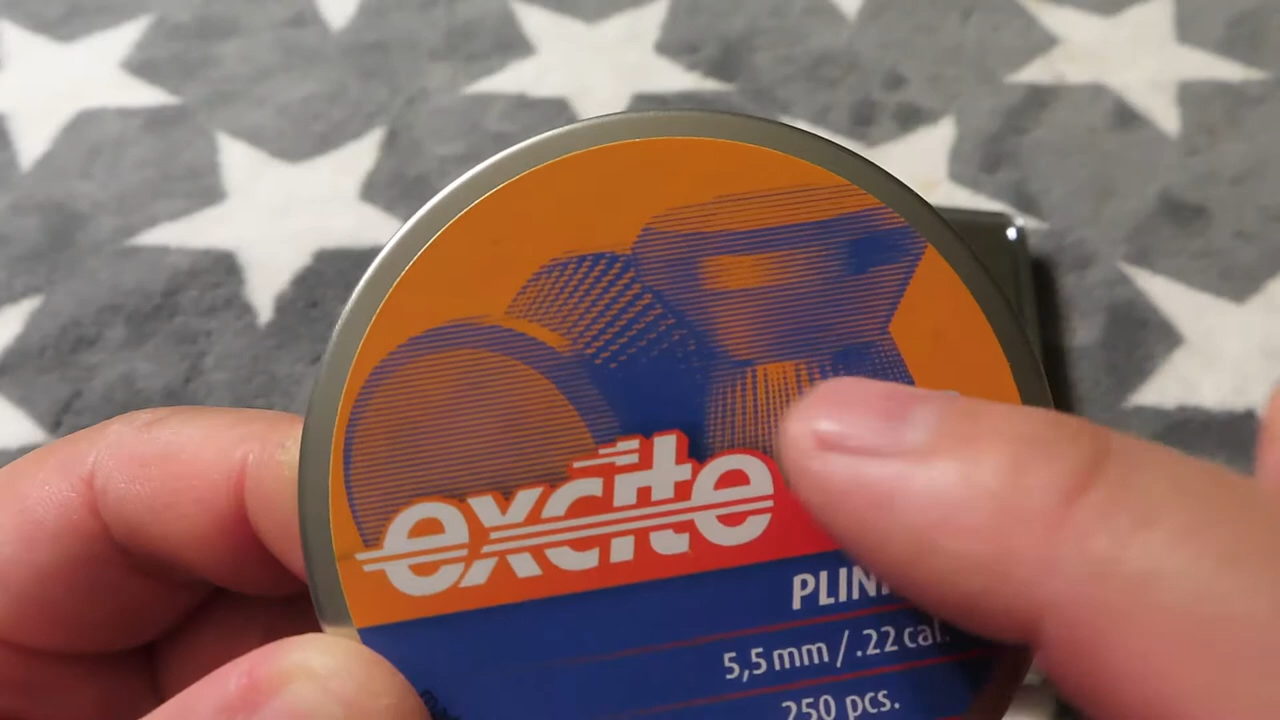 excite
5,5 mm / .22 cal.
250 pcs.